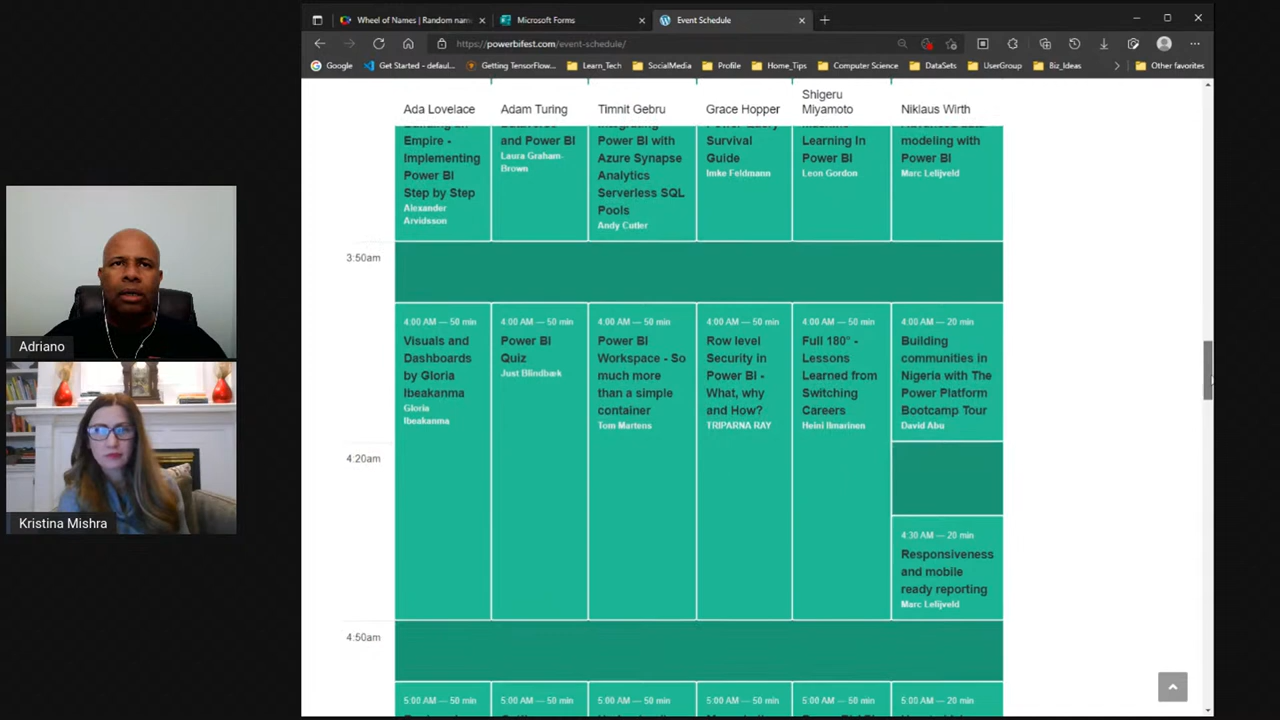 Wheel of Names | Random nam
Microsoft Forms
Event Schedule
https://powerbifest.com/event-schedule/
Google
Get Started - defaul...
Getting TensorFlow...
Learn_Tech
SocialMedia
Profile
Home_Tips
Computer Science
DataSets
UserGroup
Biz_Ideas
Other favorites
Ada Lovelace
Adam Turing
Timnit Gebru
Grace Hopper
Shigeru
Miyamoto
Niklaus Wirth
Empire -
Implementing
Power BI
Step by Step
Alexander
Arvidsson
and Power BI
Laura Graham-
Brown
Integrating
Power BI with
Azure Synapse
Analytics
Serverless SQL
Pools
Andy Cutler
Survival
Guide
Imke Feldmann
Learning In
Power BI
Leon Gordon
modeling with
Power BI
Marc Lelijveld
3:50am
4:00 AM — 50 min
Visuals and
Dashboards
by Gloria
Ibeakanma
Gloria
Ibeakanma
4:00 AM — 50 min
Power BI
Quiz
Just Blindbæk
4:00 AM — 50 min
Power BI
Workspace - So
much more
than a simple
container
Tom Martens
4:00 AM — 50 min
Row level
Security in
Power BI -
What, why
and How?
TRIPARNA RAY
4:00 AM — 50 min
Full 180° -
Lessons
Learned from
Switching
Careers
Heini Ilmarinen
4:00 AM — 20 min
Building
communities in
Nigeria with The
Power Platform
Bootcamp Tour
David Abu
4:20am
4:30 AM — 20 min
Responsiveness
and mobile
ready reporting
Marc Lelijveld
4:50am
5:00 AM — 50 min
5:00 AM — 50 min
5:00 AM — 50 min
5:00 AM — 50 min
5:00 AM — 50 min
5:00 AM — 20 min
Adriano
Kristina Mishra